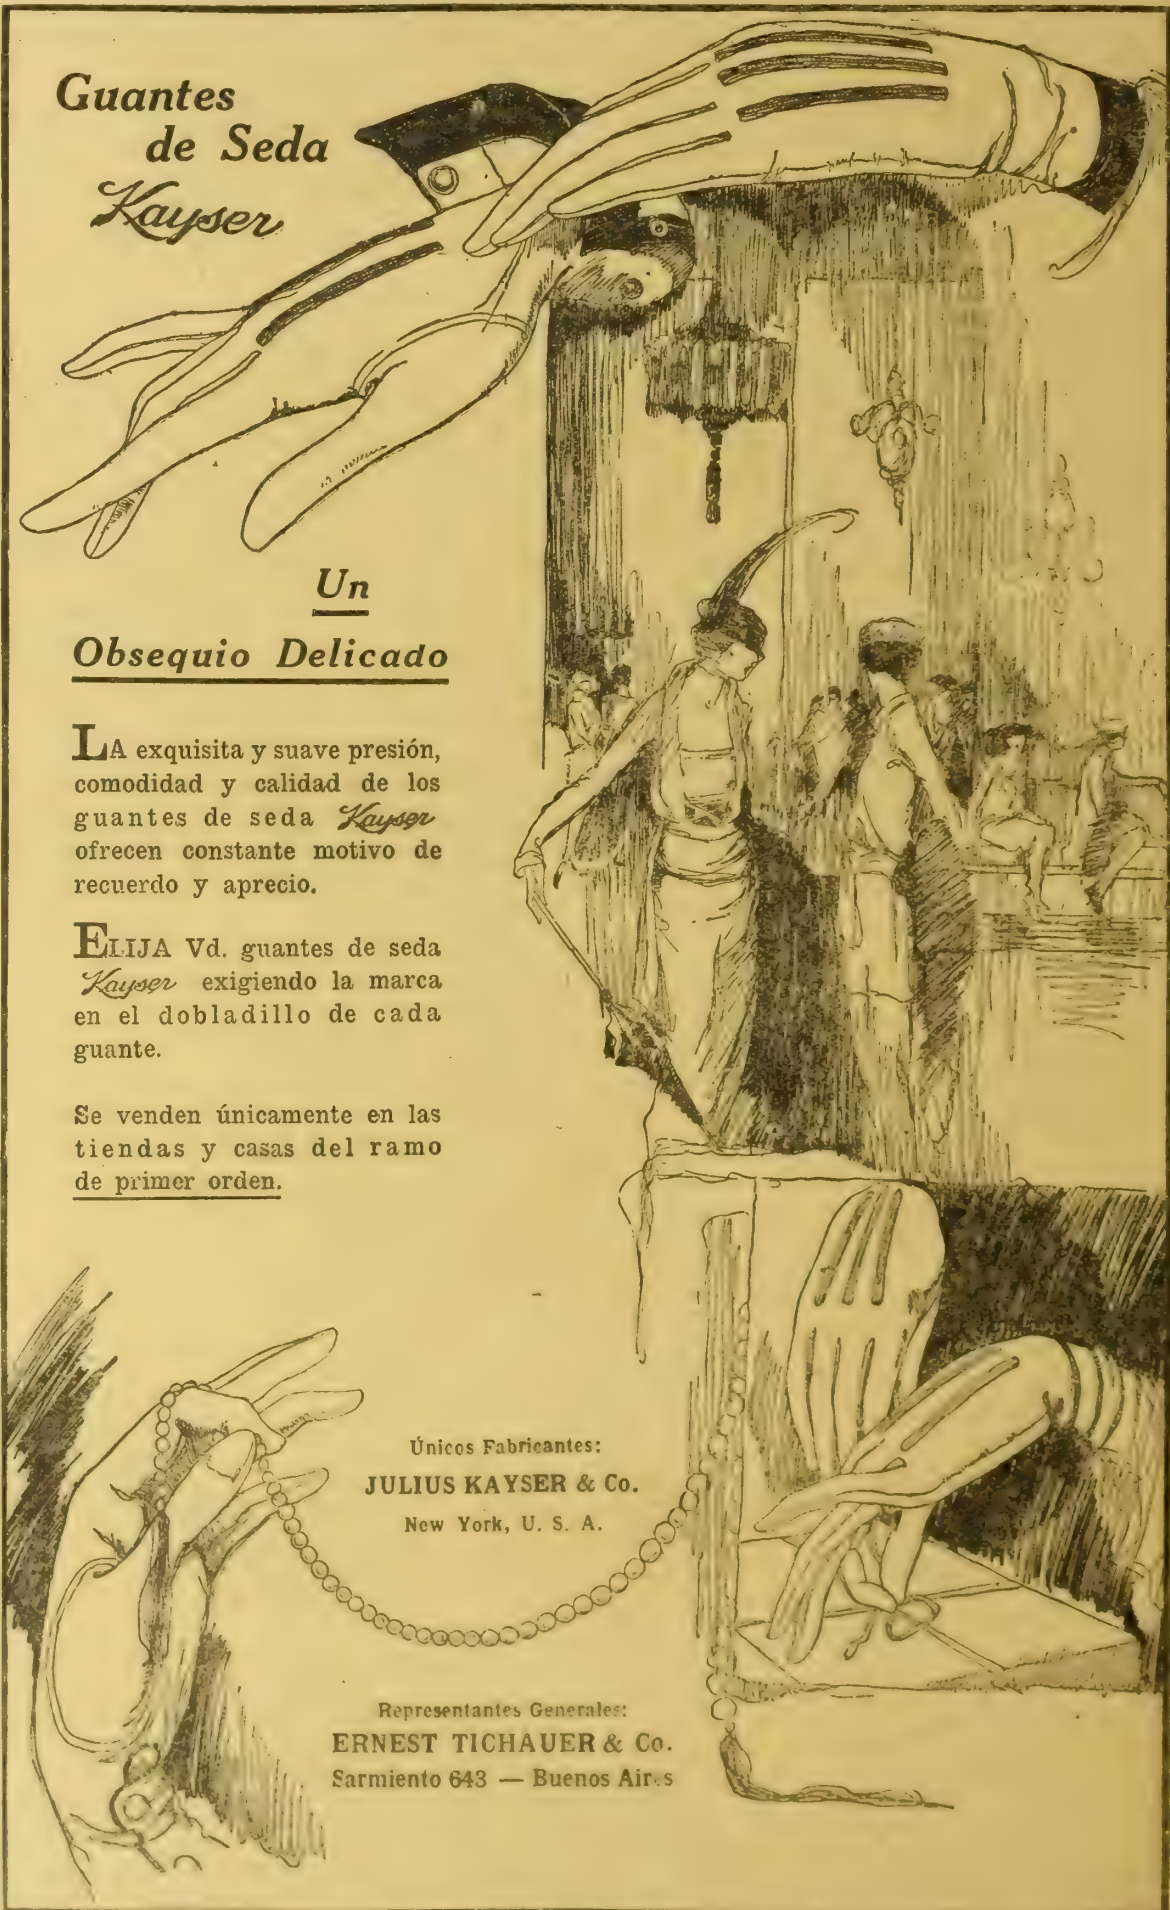 Guantes
de Seda
Kayser
Un
Obsequio Delicado
LA exquisita y suave presión,
comodidad y calidad de los
guantes de seda Kayser
ofrecen constante motivo de
recuerdo y aprecio.
ELIJA Vd. guantes de seda
Kayser exigiendo la marca
en el dobladillo de cada
guante.
Se venden únicamente en las
tiendas y casas del ramo
de primer orden.
Únicos Fabricantes:
JULIUS KAYSER & Co.
New York, U. S. A.
Representantes Generales:
ERNEST TICHAUER & Co.
Sarmiento 643 — Buenos Aires